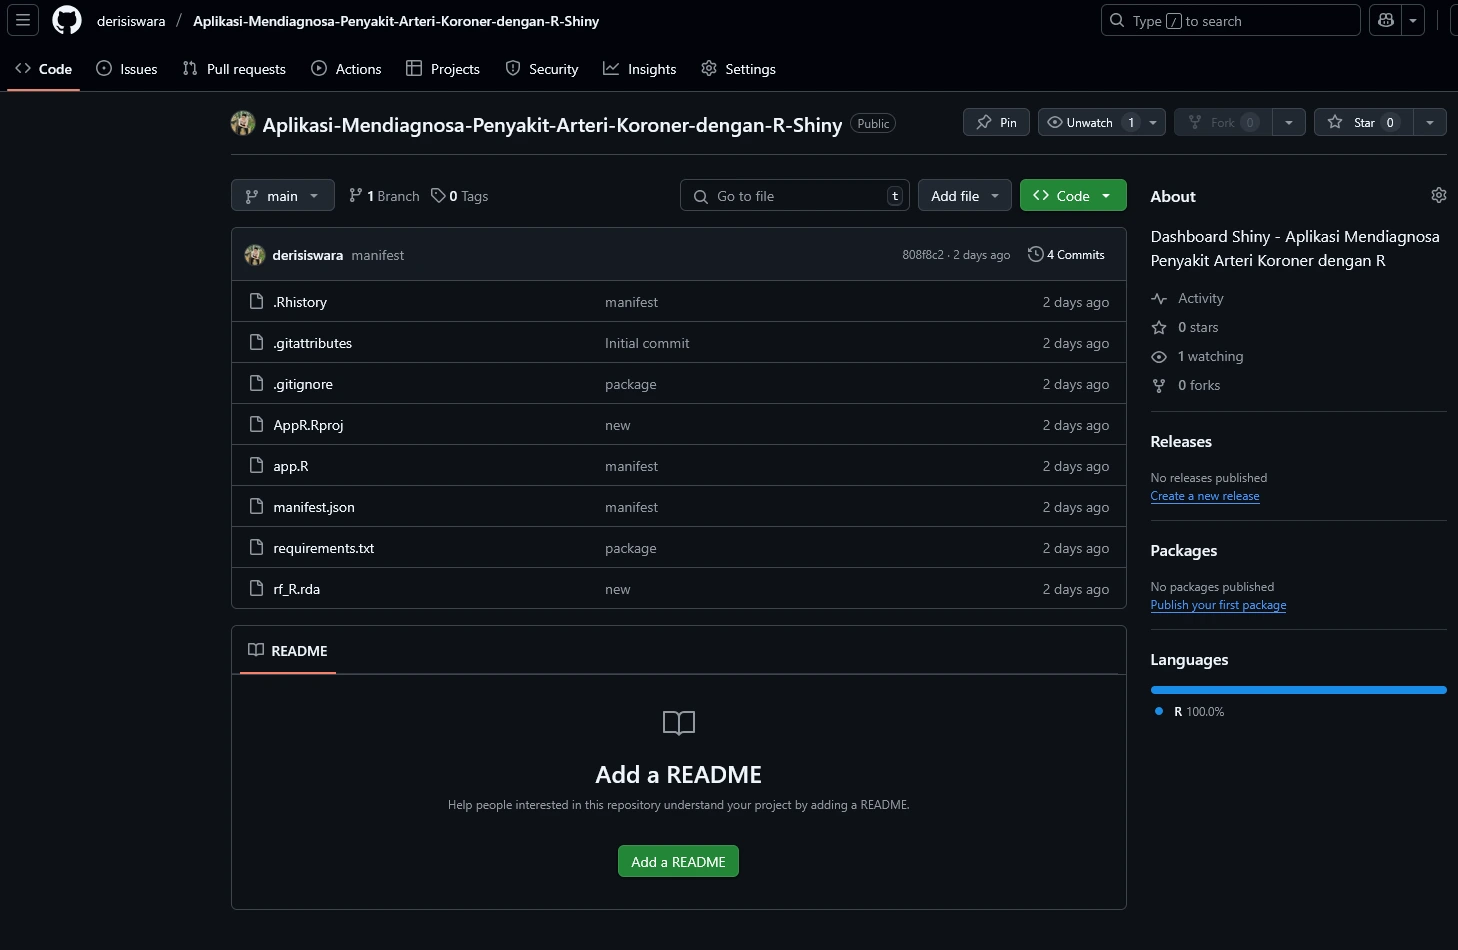 derisiswara / Aplikasi-Mendiagnosa-Penyakit-Arteri-Koroner-dengan-R-Shiny
Type / to search
Code Issues Pull requests Actions Projects Security Insights Settings
Aplikasi-Mendiagnosa-Penyakit-Arteri-Koroner-dengan-R-Shiny Public
Pin Unwatch 1 Fork 0 Star 0
main 1 Branch 0 Tags Go to file t Add file Code
derisiswara manifest 808f8c2 · 2 days ago 4 Commits
.Rhistory manifest 2 days ago
.gitattributes Initial commit 2 days ago
.gitignore package 2 days ago
AppR.Rproj new 2 days ago
app.R manifest 2 days ago
manifest.json manifest 2 days ago
requirements.txt package 2 days ago
rf_R.rda new 2 days ago
README
Add a README
Help people interested in this repository understand your project by adding a README.
Add a README
About
Dashboard Shiny - Aplikasi Mendiagnosa
Penyakit Arteri Koroner dengan R
Activity
0 stars
1 watching
0 forks
Releases
No releases published
Create a new release
Packages
No packages published
Publish your first package
Languages
R 100.0%